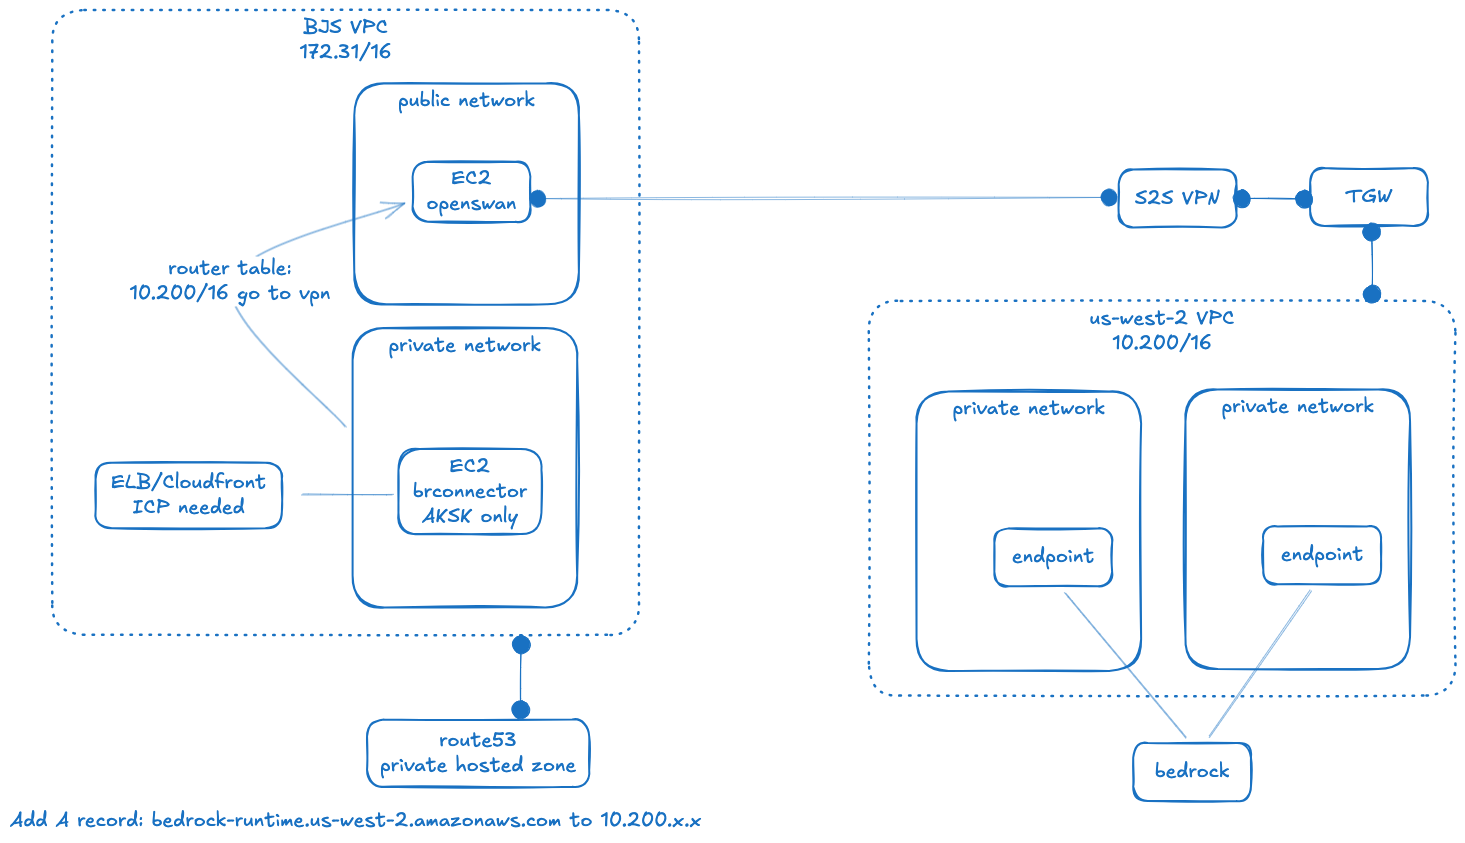 BJS VPC
172.31/16
public network
EC2
openswan
router table:
10.200/16 go to vpn
private network
EC2
brconnector
AKSK only
ELB/Cloudfront
ICP needed
route53
private hosted zone
Add A record: bedrock-runtime.us-west-2.amazonaws.com to 10.200.x.x
S2S VPN
TGW
us-west-2 VPC
10.200/16
private network
private network
endpoint
endpoint
bedrock